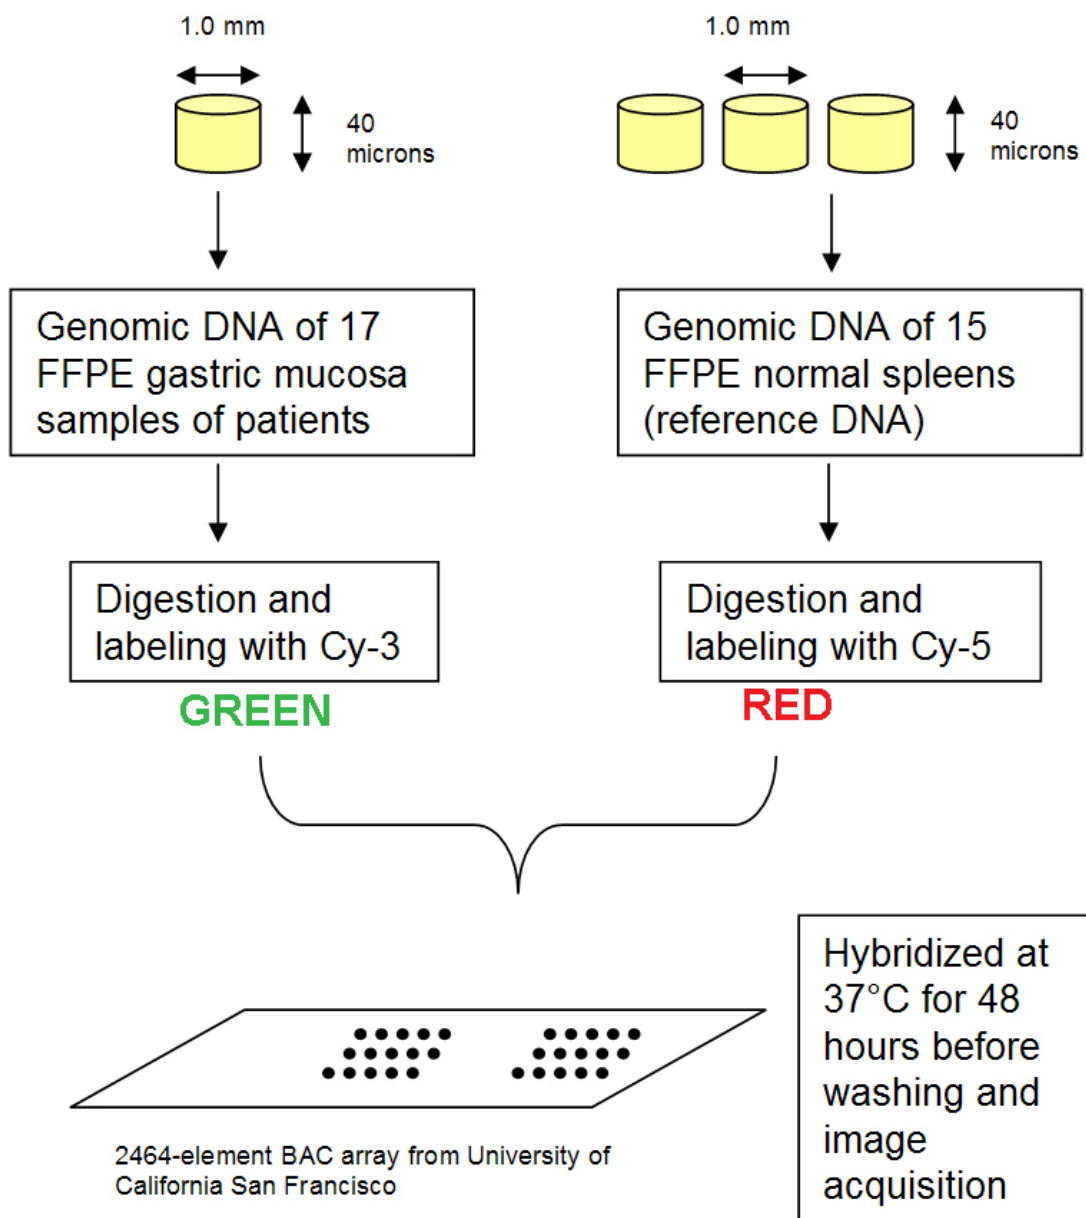 1.0 mm
1.0 mm
40
microns
40
microns
Genomic DNA of 17
FFPE gastric mucosa
samples of patients
Genomic DNA of 15
FFPE normal spleens
(reference DNA)
Digestion and
labeling with Cy-3
Digestion and
labeling with Cy-5
GREEN
RED
Hybridized at
37°C for 48
hours before
washing and
image
acquisition
2464-element BAC array from University of
California San Francisco